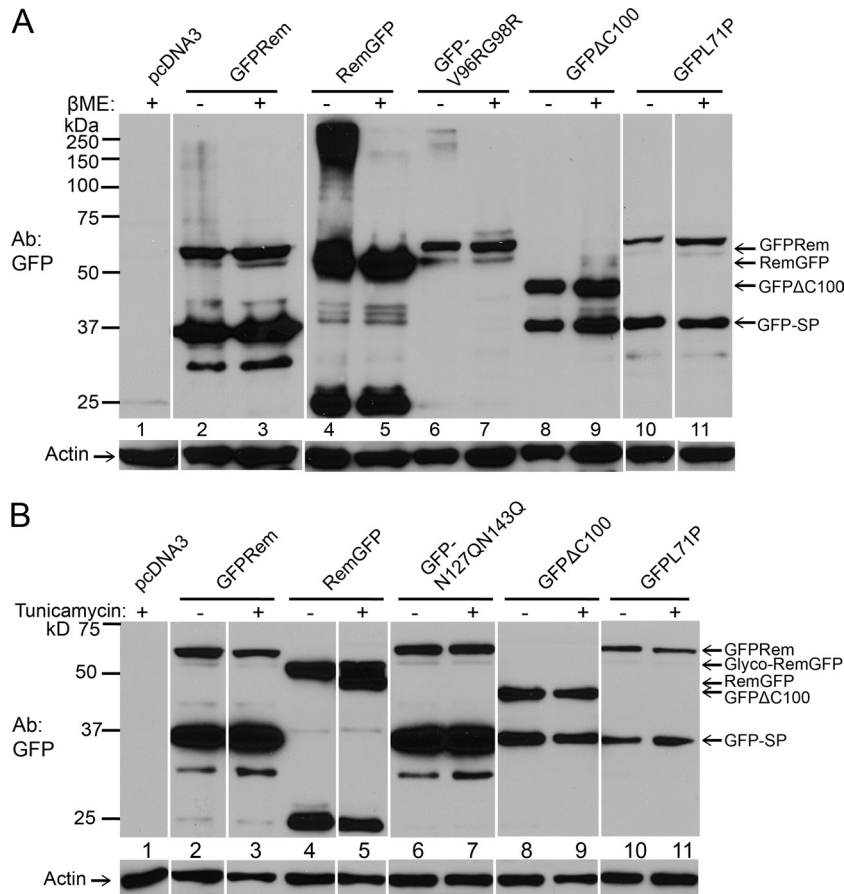 A
pcDNA3
GFPRem
RemGFP
GFP-
V96RG98R
GFPΔC100
GFPL71P
βME: + - + - + - + - + - +
kDa
250
150
100
75
50
37
25
Ab:
GFP
GFPRem
RemGFP
GFPΔC100
GFP-SP
1 2 3 4 5 6 7 8 9 10 11
Actin
B
pcDNA3
GFPRem
RemGFP
GFP-
N127QN143Q
GFPΔC100
GFPL71P
Tunicamycin: + - + - + - + - + - +
kD 75
50
37
25
Ab:
GFP
GFPRem
Glyco-RemGFP
RemGFP
GFPΔC100
GFP-SP
1 2 3 4 5 6 7 8 9 10 11
Actin